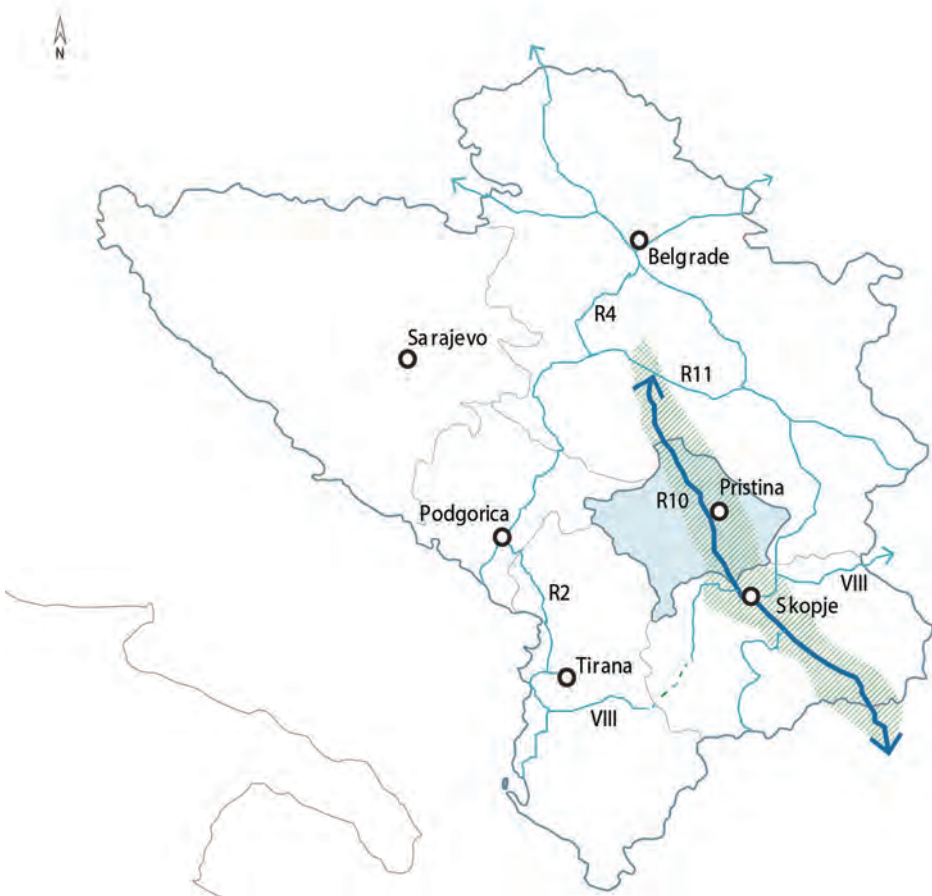 N
Belgrade
R4
Sarajevo
R11
Pristina
R10
Podgorica
VIII
R2
Skopje
Tirana
VIII